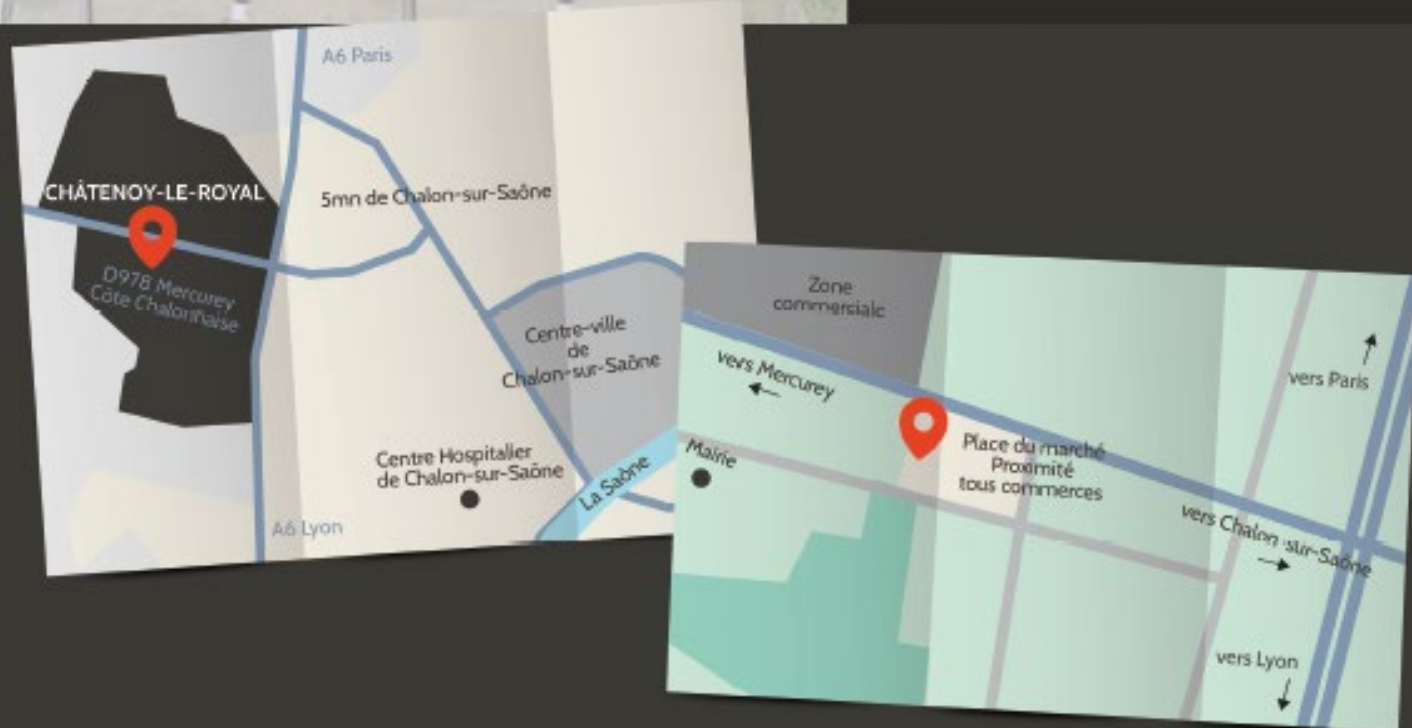 A6 Paris
CHÂTENOY-LE-ROYAL
5mn de Chalon-sur-Saône
D978 Mercurey
Côte Chalonnaise
Centre-ville
de
Chalon-sur-Saône
Centre Hospitalier
de Chalon-sur-Saône
La Saône
A6 Lyon
Zone
commerciale
vers Mercurey
vers Paris
Mairie
Place du marché
Proximité
tous commerces
vers Chalon-sur-Saône
vers Lyon